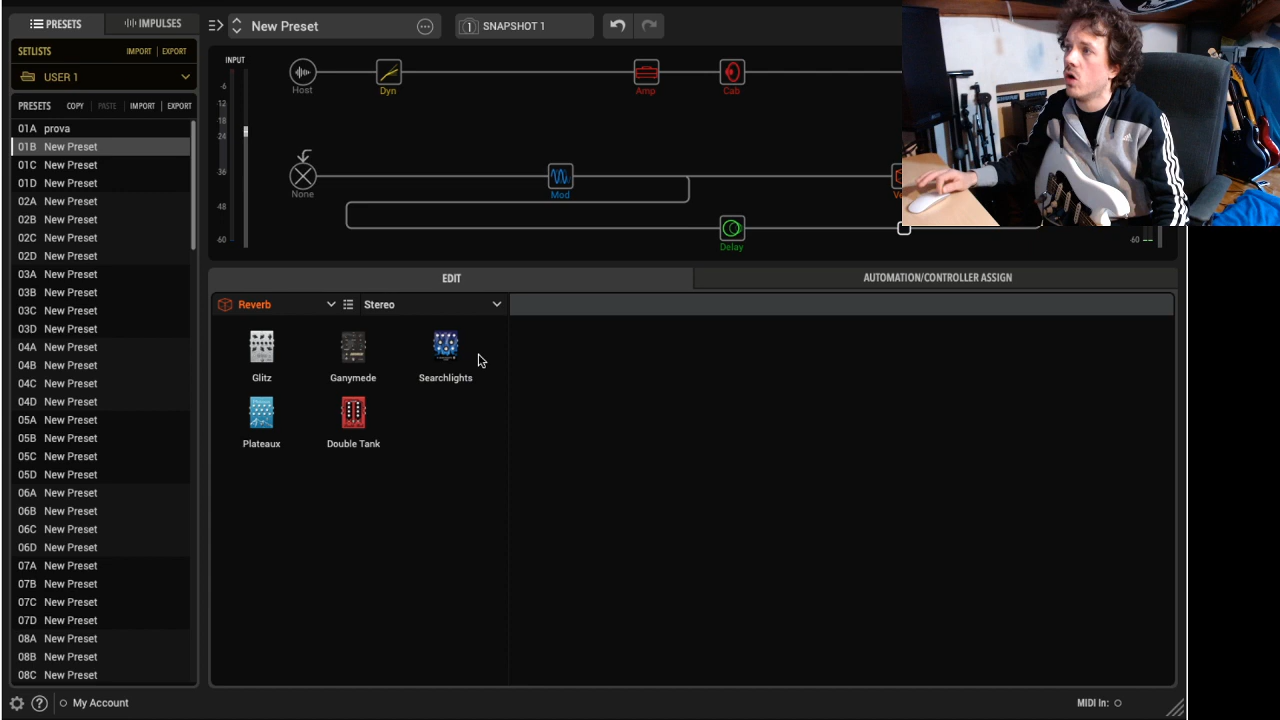 PRESETS
IMPULSES
New Preset
1 SNAPSHOT 1
SETLISTS IMPORT EXPORT
USER 1
PRESETS COPY PASTE IMPORT EXPORT
01A prova
01B New Preset
01C New Preset
01D New Preset
02A New Preset
02B New Preset
02C New Preset
02D New Preset
03A New Preset
03B New Preset
03C New Preset
03D New Preset
04A New Preset
04B New Preset
04C New Preset
04D New Preset
05A New Preset
05B New Preset
05C New Preset
05D New Preset
06A New Preset
06B New Preset
06C New Preset
06D New Preset
07A New Preset
07B New Preset
07C New Preset
07D New Preset
08A New Preset
08B New Preset
08C New Preset
INPUT
-6
-12
-18
-24
-36
-48
-60
Host
Dyn
Amp
Cab
None
Mod
Delay
-60
EDIT
AUTOMATION/CONTROLLER ASSIGN
Reverb
Stereo
Glitz
Ganymede
Searchlights
Plateaux
Double Tank
? My Account
MIDI In: